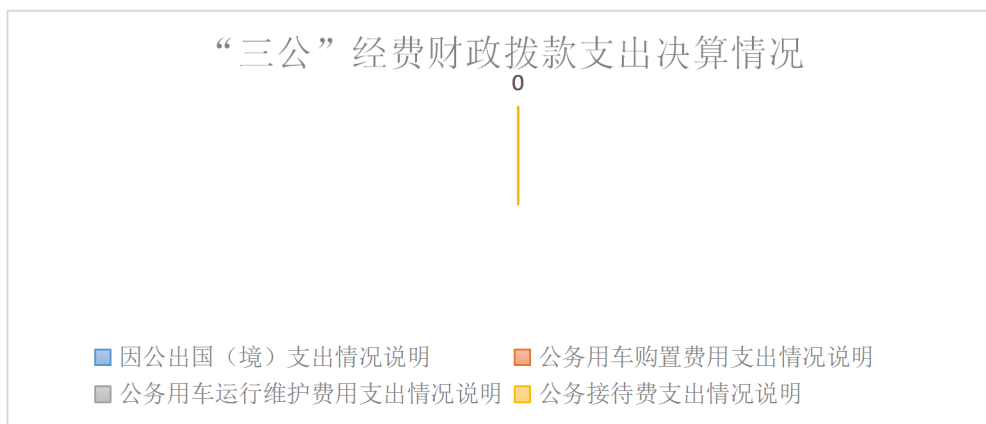 “三公”经费财政拨款支出决算情况
0
因公出国（境）支出情况说明
公务用车购置费用支出情况说明
公务用车运行维护费用支出情况说明
公务接待费支出情况说明